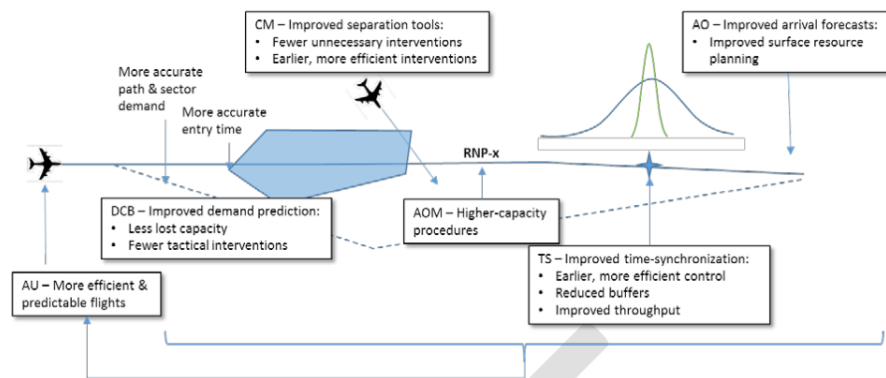 CM – Improved separation tools:
• Fewer unnecessary interventions
• Earlier, more efficient interventions
AO – Improved arrival forecasts:
• Improved surface resource
planning
More accurate
path & sector
demand
More accurate
entry time
RNP-x
DCB – Improved demand prediction:
• Less lost capacity
• Fewer tactical interventions
AOM – Higher-capacity
procedures
TS – Improved time-synchronization:
• Earlier, more efficient control
• Reduced buffers
• Improved throughput
AU – More efficient &
predictable flights